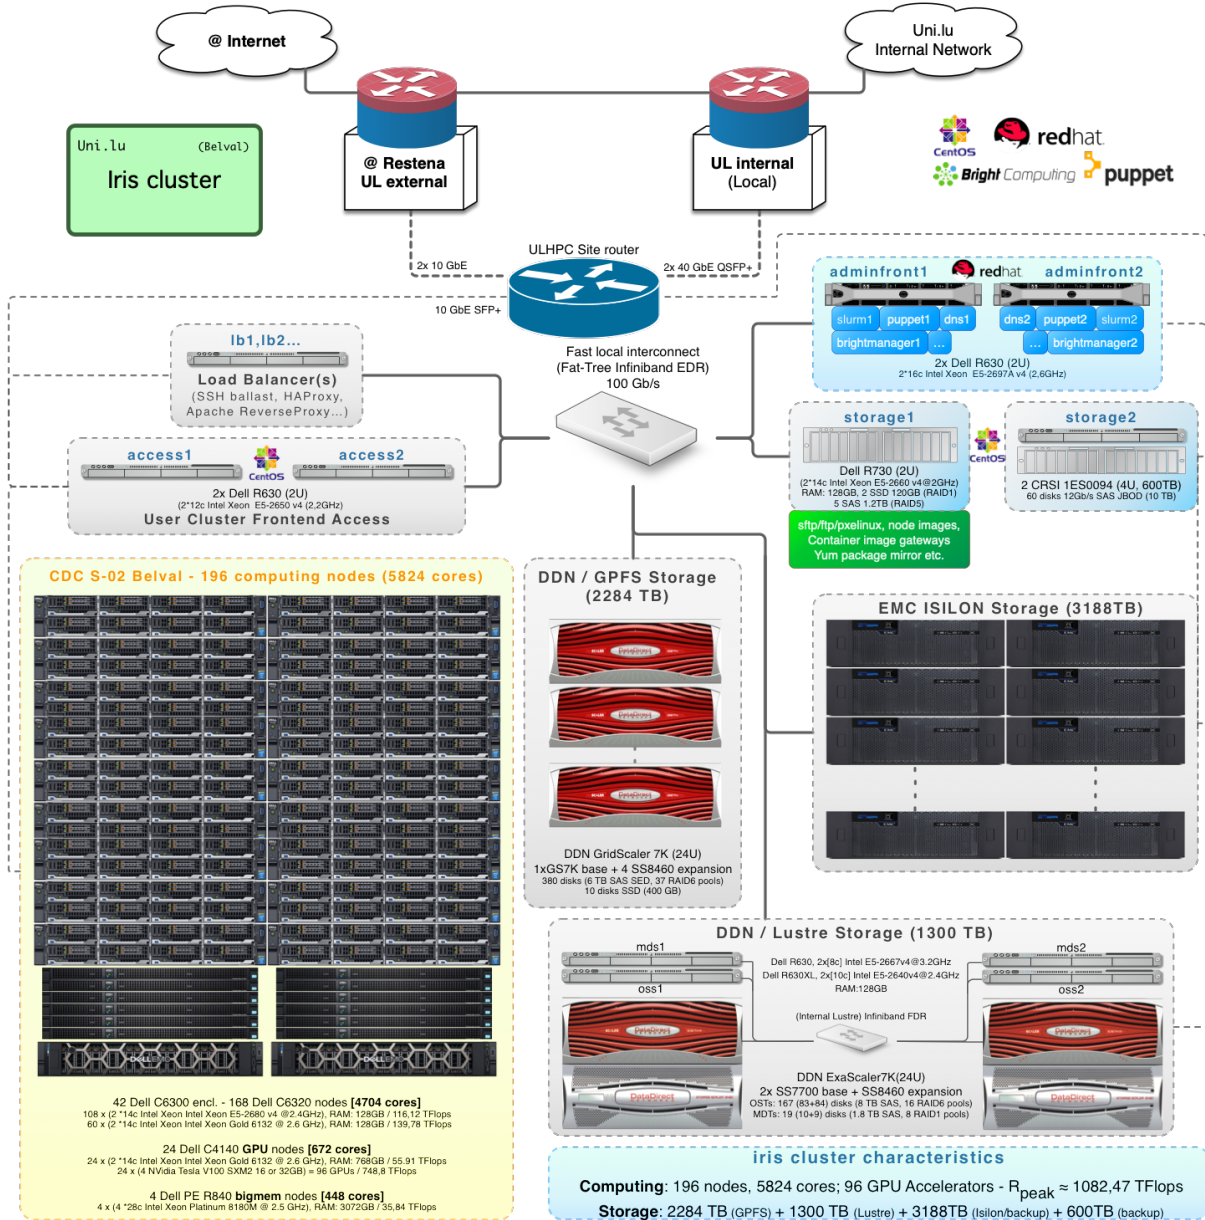 @ Internet
Uni.lu
Internal Network
Uni.lu (Belval)
Iris cluster
@ Restena
UL external
UL internal
(Local)
CentOS
redhat.
Bright Computing
puppet
ULHPC Site router
2x 10 GbE
2x 40 GbE QSFP+
10 GbE SFP+
adminfront1
redhat.
adminfront2
slurm1 puppet1 dns1
brightmanager1 ...
dns2 puppet2 slurm2
... brightmanager2
2x Dell R630 (2U)
2*16c Intel Xeon E5-2697A v4 (2,6GHz)
lb1,lb2...
Load Balancer(s)
(SSH ballast, HAProxy,
Apache ReverseProxy...)
Fast local interconnect
(Fat-Tree Infiniband EDR)
100 Gb/s
access1
CentOS
access2
2x Dell R630 (2U)
(2*12c Intel Xeon E5-2650 v4 (2,2GHz)
User Cluster Frontend Access
storage1
Dell R730 (2U)
(2*14c Intel Xeon E5-2660 v4@2GHz)
RAM: 128GB, 2 SSD 120GB (RAID1)
5 SAS 1.2TB (RAID5)
CentOS
storage2
2 CRSI 1ES0094 (4U, 600TB)
60 disks 12Gb/s SAS JBOD (10 TB)
sftp/ftp/pxelinux, node images,
Container image gateways
Yum package mirror etc.
CDC S-02 Belval - 196 computing nodes (5824 cores)
DELLEMC
DELLEMC
42 Dell C6300 encl. - 168 Dell C6320 nodes [4704 cores]
108 x (2 *14c Intel Xeon Intel Xeon E5-2680 v4 @2.4GHz), RAM: 128GB / 116,12 TFlops
60 x (2 *14c Intel Xeon Intel Xeon Gold 6132 @ 2.6 GHz), RAM: 128GB / 139,78 TFlops
24 Dell C4140 GPU nodes [672 cores]
24 x (2 *14c Intel Xeon Intel Xeon Gold 6132 @ 2.6 GHz), RAM: 768GB / 55.91 TFlops
24 x (4 NVidia Tesla V100 SXM2 16 or 32GB) = 96 GPUs / 748,8 TFlops
4 Dell PE R840 bigmem nodes [448 cores]
4 x (4 *28c Intel Xeon Platinum 8180M @ 2.5 GHz), RAM: 3072GB / 35,84 TFlops
DDN / GPFS Storage
(2284 TB)
DataDirect
DataDirect
DataDirect
DDN GridScaler 7K (24U)
1xGS7K base + 4 SS8460 expansion
380 disks (6 TB SAS SED, 37 RAID6 pools)
10 disks SSD (400 GB)
EMC ISILON Storage (3188TB)
DDN / Lustre Storage (1300 TB)
mds1
mds2
Dell R630, 2x[8c] Intel E5-2667v4@3.2GHz
Dell R630XL, 2x[10c] Intel E5-2640v4@2.4GHz
RAM:128GB
oss1
oss2
(Internal Lustre) Infiniband FDR
DataDirect
DataDirect
DataDirect
DataDirect
DDN ExaScaler7K(24U)
2x SS7700 base + SS8460 expansion
OSTs: 167 (83+84) disks (8 TB SAS, 16 RAID6 pools)
MDTs: 19 (10+9) disks (1.8 TB SAS, 8 RAID1 pools)
iris cluster characteristics
Computing: 196 nodes, 5824 cores; 96 GPU Accelerators - Rpeak ≈ 1082,47 TFlops
Storage: 2284 TB (GPFS) + 1300 TB (Lustre) + 3188TB (Isilon/backup) + 600TB (backup)